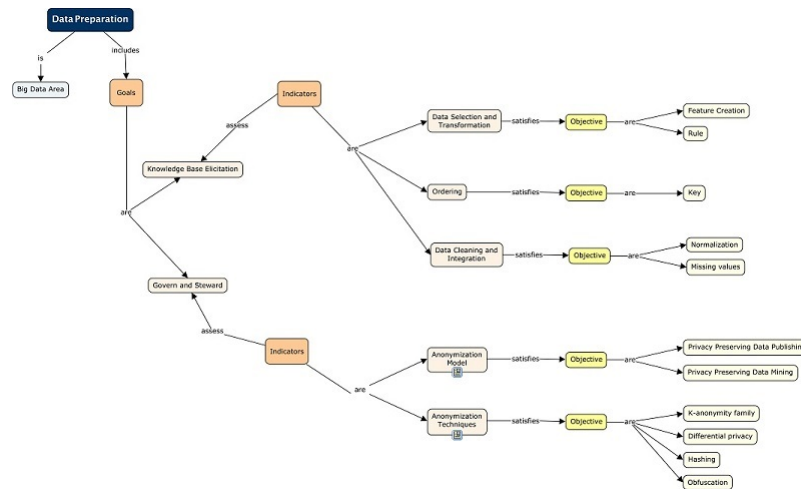 Data Preparation
is
includes
Big Data Area
Goals
Indicators
assess
Data Selection and
Transformation
satisfies
Objective
are
Feature Creation
Rule
are
Knowledge Base Elicitation
Ordering
satisfies
Objective
are
Key
are
Data Cleaning and
Integration
satisfies
Objective
are
Normalization
Missing values
Govern and Steward
assess
Indicators
are
Anonymization
Model
satisfies
Objective
are
Privacy Preserving Data Publishin
Privacy Preserving Data Mining
Anonymization
Techniques
satisfies
Objective
are
K-anonymity family
Differential privacy
Hashing
Obfuscation